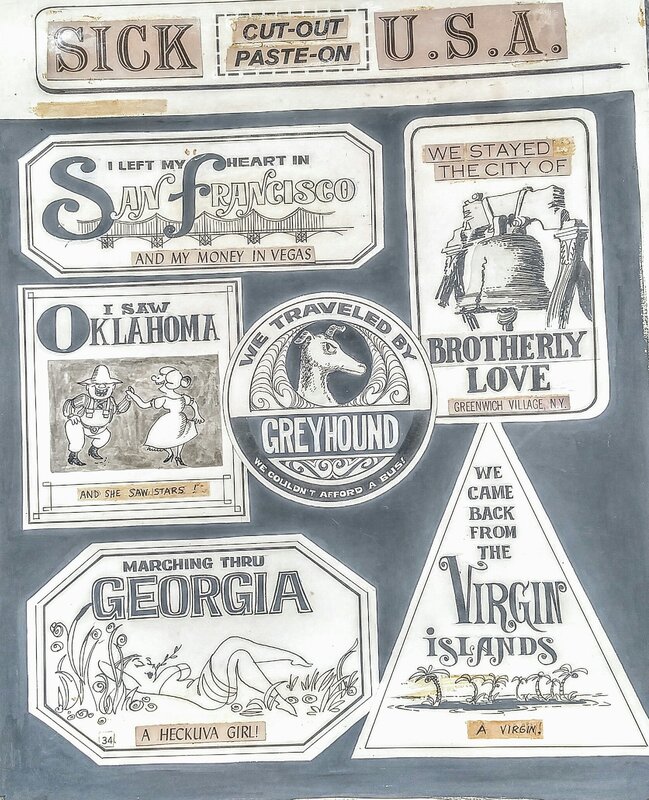 SICK CUT-OUT PASTE-ON U.S.A.
I LEFT MY HEART IN
SAN FRANCISCO
AND MY MONEY IN VEGAS
WE STAYED
THE CITY OF
BROTHERLY
LOVE
GREENWICH VILLAGE, N.Y.
I SAW
OKLAHOMA
AND SHE SAW STARS
WE TRAVELED BY
GREYHOUND
WE COULDN'T AFFORD A BUS!
WE
CAME
BACK
FROM
THE
VIRGIN
ISLANDS
A VIRGIN!
MARCHING THRU
GEORGIA
A HECKUVA GIRL!
34